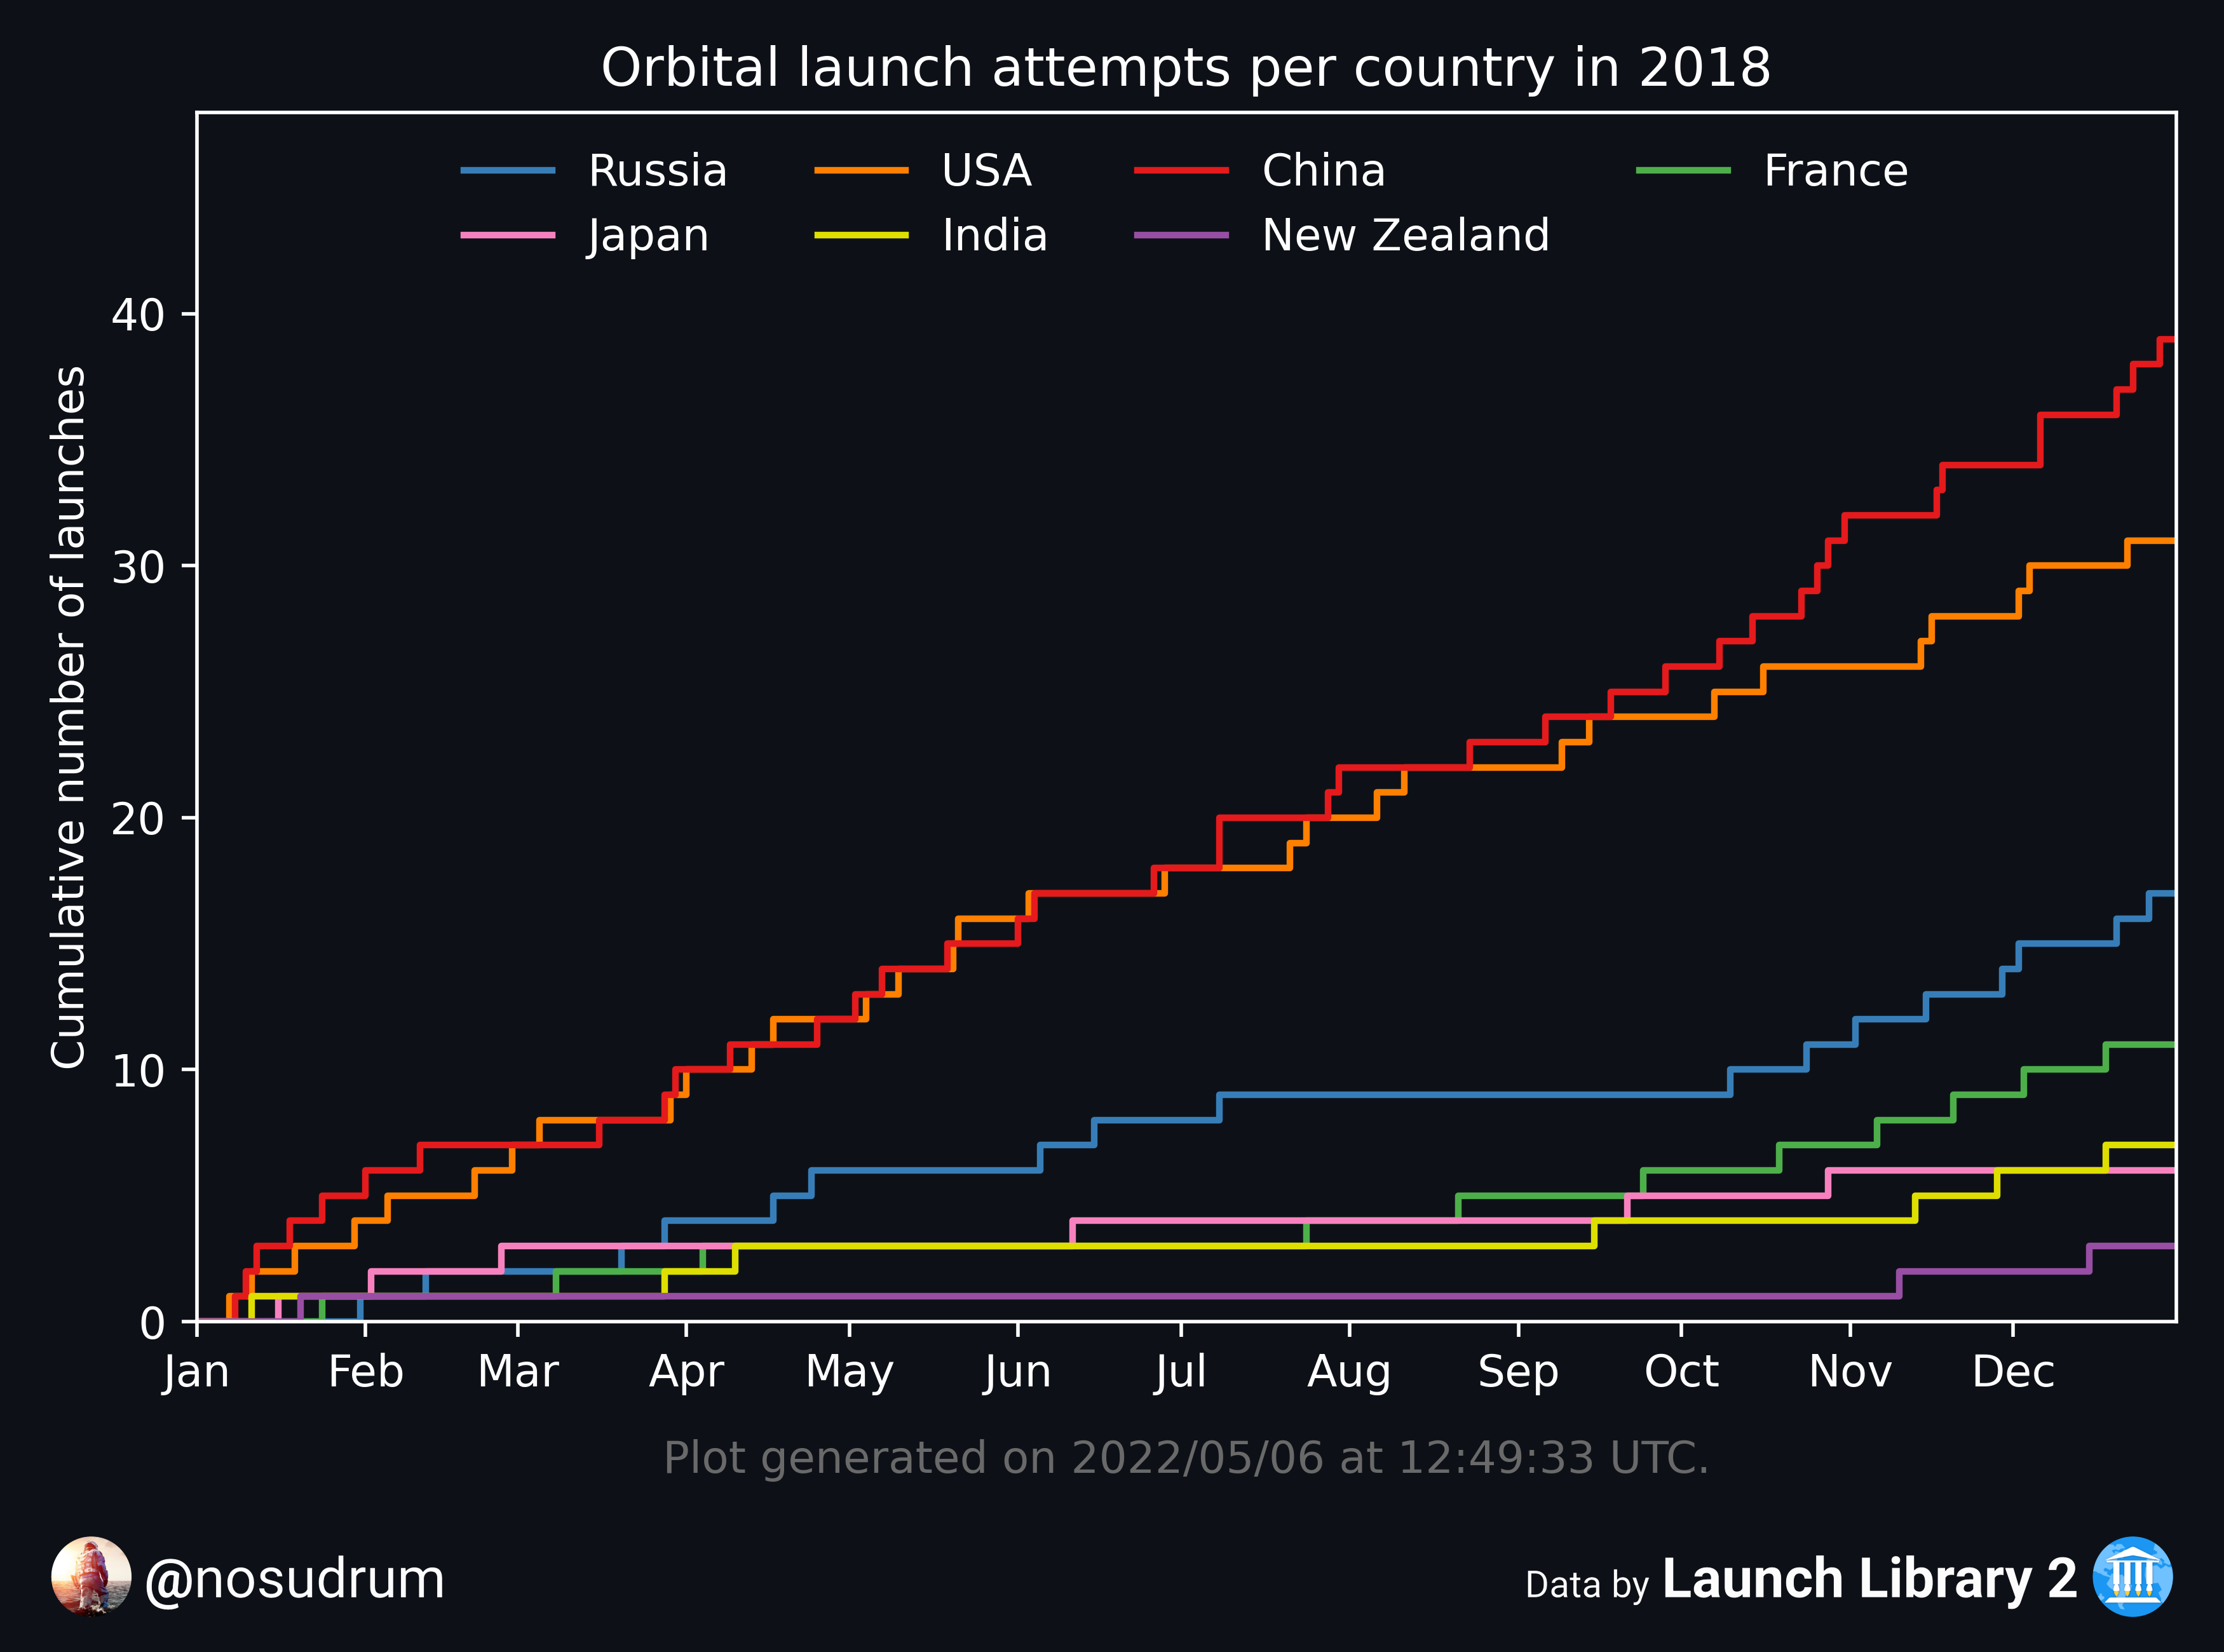 Orbital launch attempts per country in 2018
Russia USA China France
Japan India New Zealand
Cumulative number of launches
40
30
20
10
0
Jan Feb Mar Apr May Jun Jul Aug Sep Oct Nov Dec
Plot generated on 2022/05/06 at 12:49:33 UTC.
@nosudrum
Data by Launch Library 2